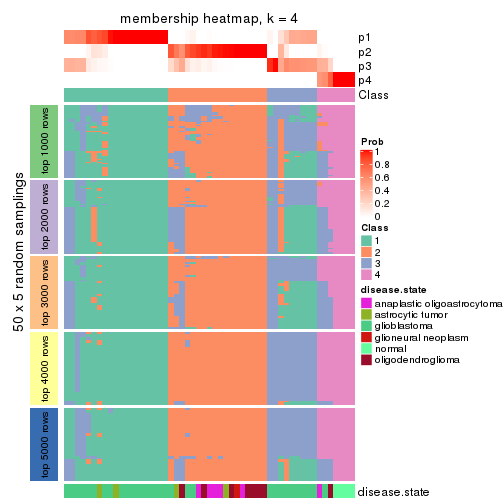 membership heatmap, k = 4
p1
p2
p3
p4
Class
50 x 5 random samplings
top 1000 rows
top 2000 rows
top 3000 rows
top 4000 rows
top 5000 rows
disease.state
Prob
1
0.8
0.6
0.4
0.2
0
Class
1
2
3
4
disease.state
anaplastic oligoastrocytoma
astrocytic tumor
glioblastoma
glioneural neoplasm
normal
oligodendroglioma